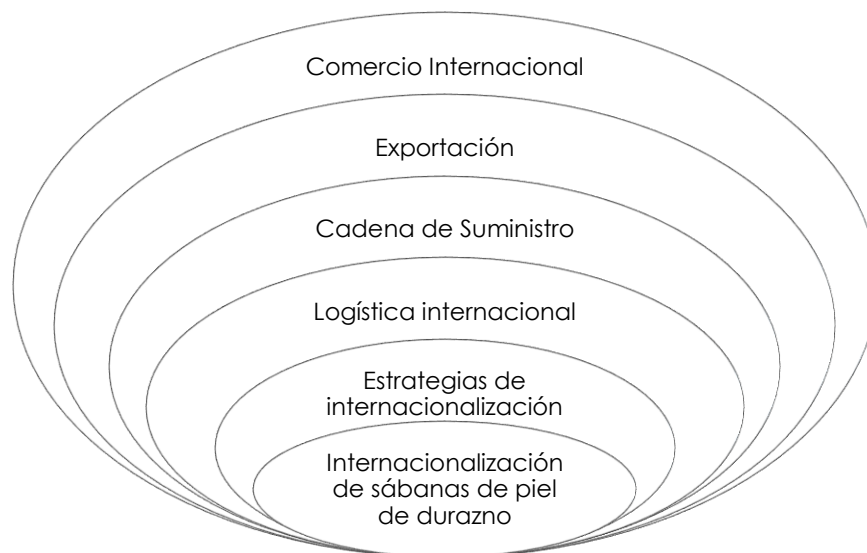 Comercio Internacional
Exportación
Cadena de Suministro
Logística internacional
Estrategias de
internacionalización
Internacionalización
de sábanas de piel
de durazno